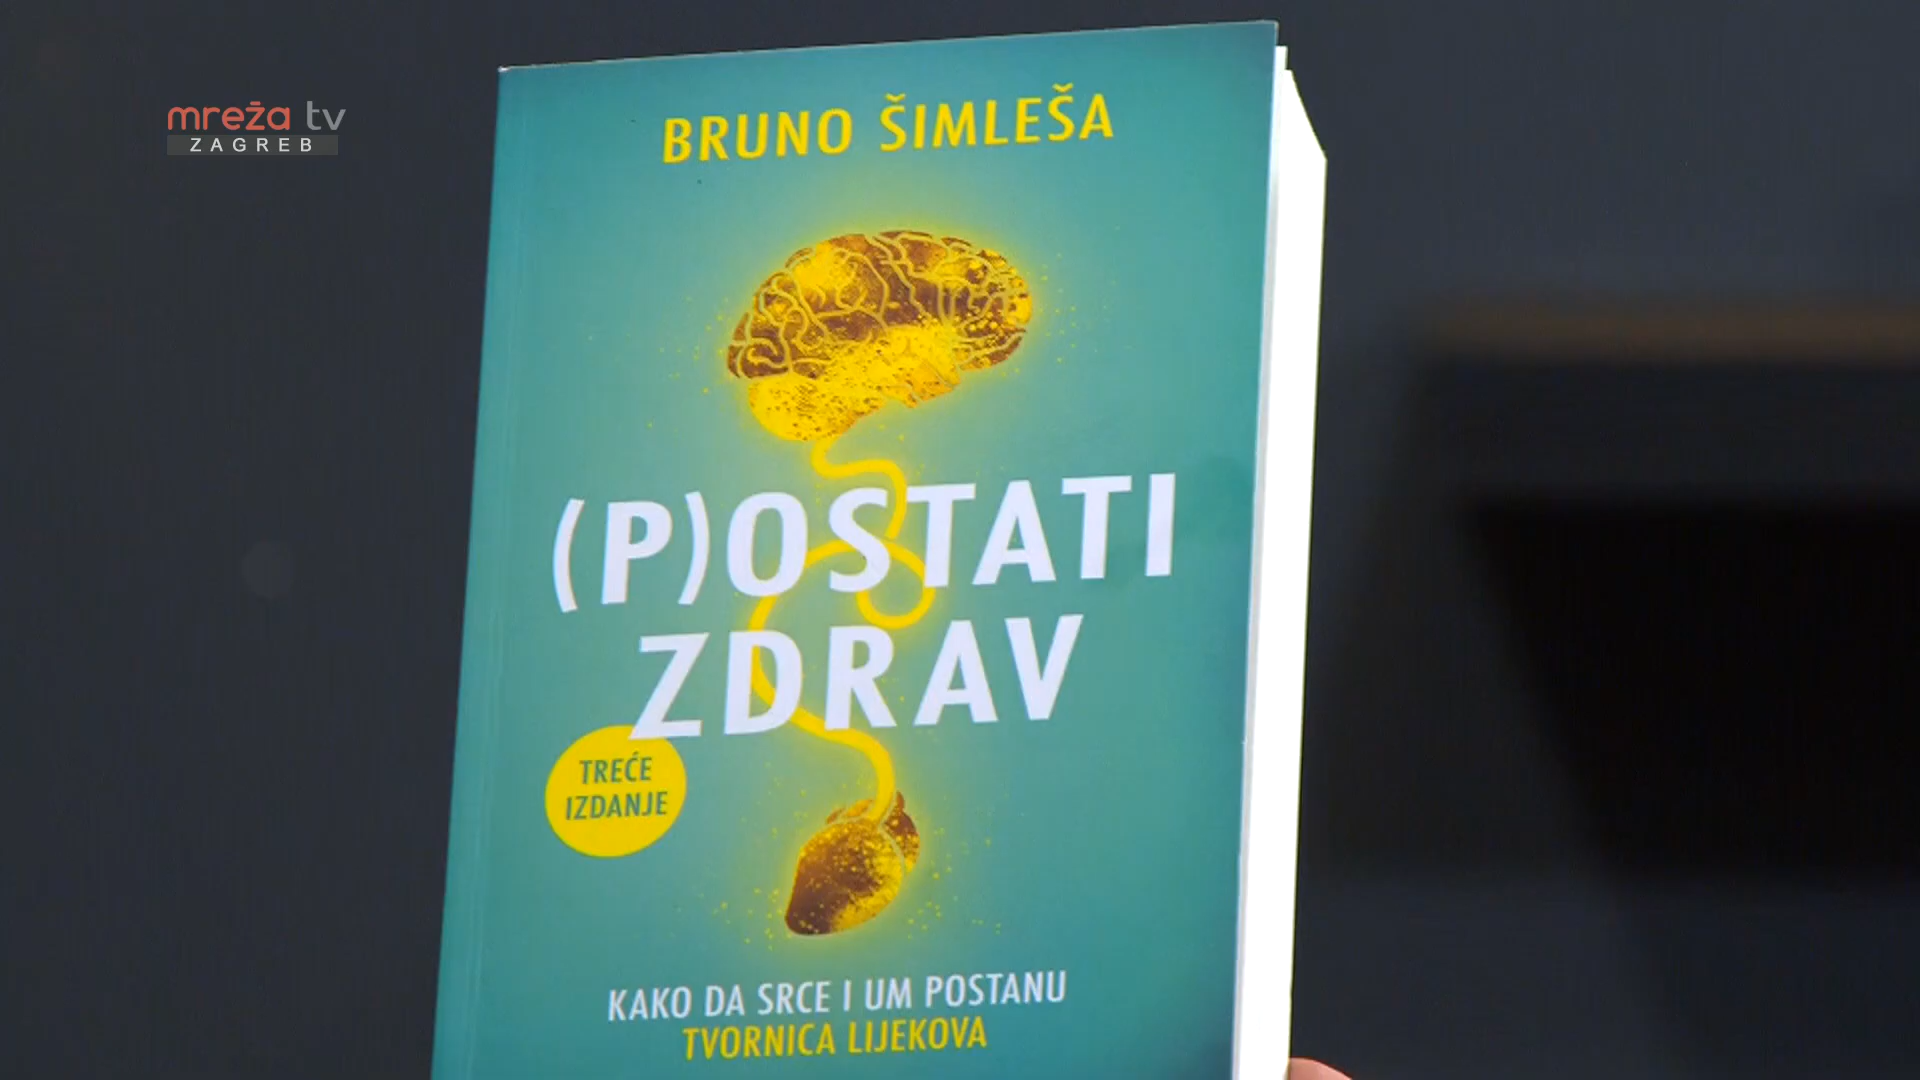 mreža tv
ZAGREB
BRUNO ŠIMLEŠA
(P)OSTATI
ZDRAV
TREĆE
IZDANJE
KAKO DA SRCE I UM POSTANU
TVORNICA LIJEKOVA